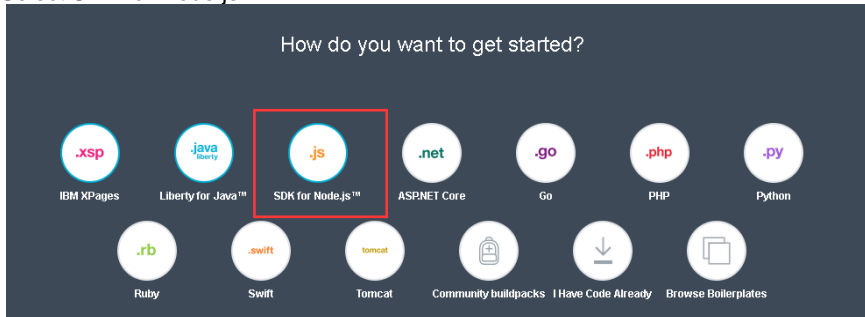 How do you want to get started?
.xsp .java liberty .js .net .go .php .py
IBM XPages Liberty for Java™ SDK for Node.js™ ASP.NET Core Go PHP Python
.rb .swift tomcat
Ruby Swift Tomcat Community buildpacks I Have Code Already Browse Boilerplates